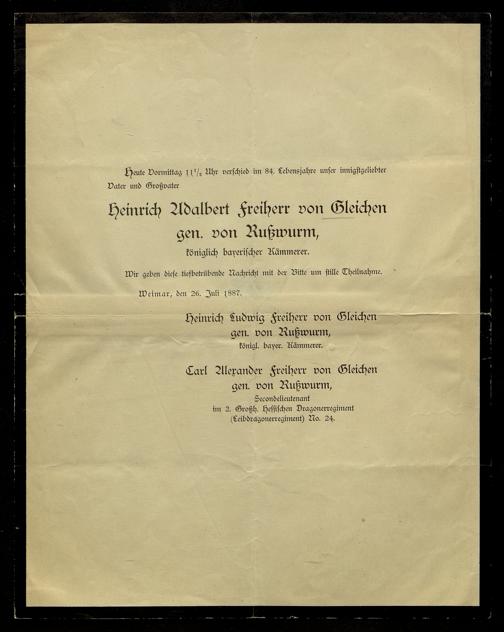 Heute Vormittag 11½ Uhr verschied im 84. Lebensjahre unser innigstgeliebter
Vater und Großvater
Heinrich Adalbert Freiherr von Gleichen
gen. von Rußwurm,
königlich bayerischer Kämmerer.
Wir geben diese tiefbetrübende Nachricht mit der Bitte um stille Theilnahme.
Weimar, den 26. Juli 1887.
Heinrich Ludwig Freiherr von Gleichen
gen. von Rußwurm,
königl. bayer. Kämmerer.
Carl Alexander Freiherr von Gleichen
gen. von Rußwurm,
Secondelieutenant
im 2. Großh. Hessischen Dragonerregiment
(Leibdragonerregiment) No. 24.